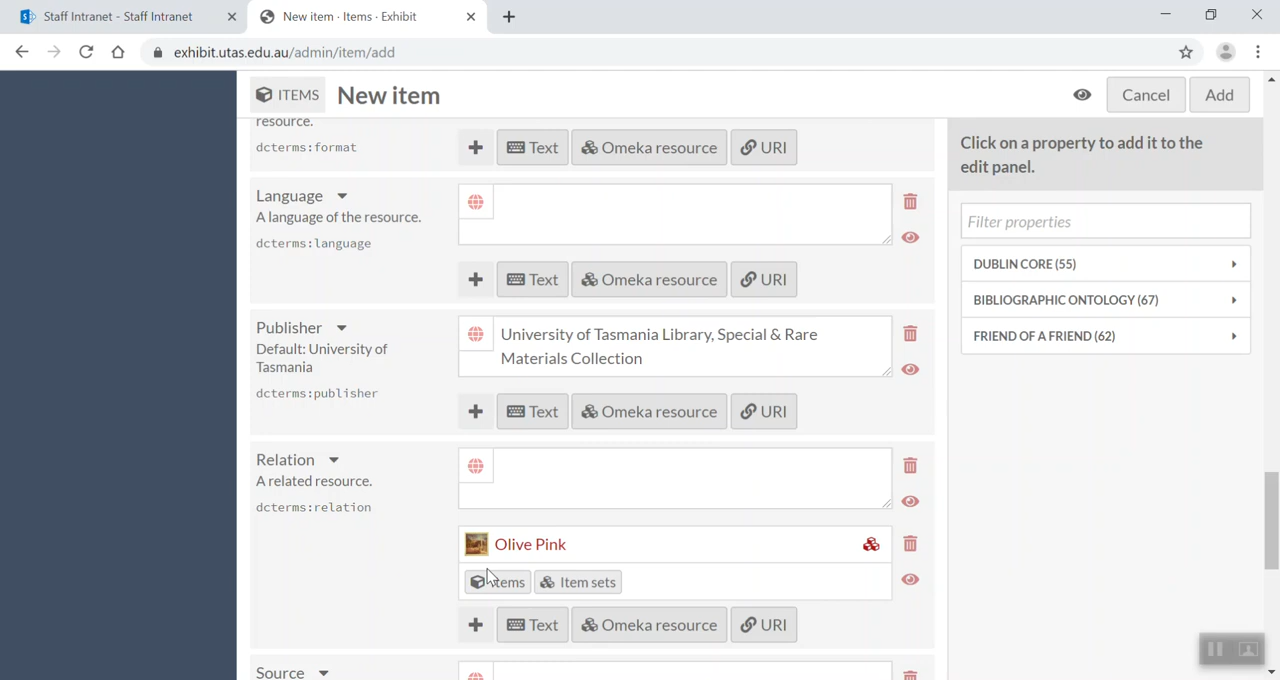 Staff Intranet - Staff Intranet
New item · Items · Exhibit
exhibit.utas.edu.au/admin/item/add
ITEMS
New item
Cancel
Add
resource.
dcterms:format
Text
Omeka resource
URI
Language
A language of the resource.
dcterms:language
Text
Omeka resource
URI
Publisher
Default: University of
Tasmania
dcterms:publisher
University of Tasmania Library, Special & Rare
Materials Collection
Text
Omeka resource
URI
Relation
A related resource.
dcterms:relation
Olive Pink
Items
Item sets
Text
Omeka resource
URI
Source
Click on a property to add it to the
edit panel.
Filter properties
DUBLIN CORE (55)
BIBLIOGRAPHIC ONTOLOGY (67)
FRIEND OF A FRIEND (62)